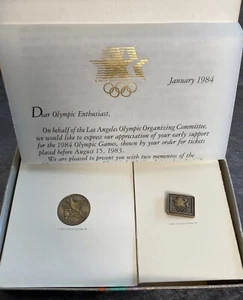 January 1984
Dear Olympic Enthusiast,
On behalf of the Los Angeles Olympic Organizing Committee,
we would like to express our appreciation of your early support
for the 1984 Olympic Games, shown by your order for tickets
placed before August 15, 1983.
We are pleased to present you with two mementos of the